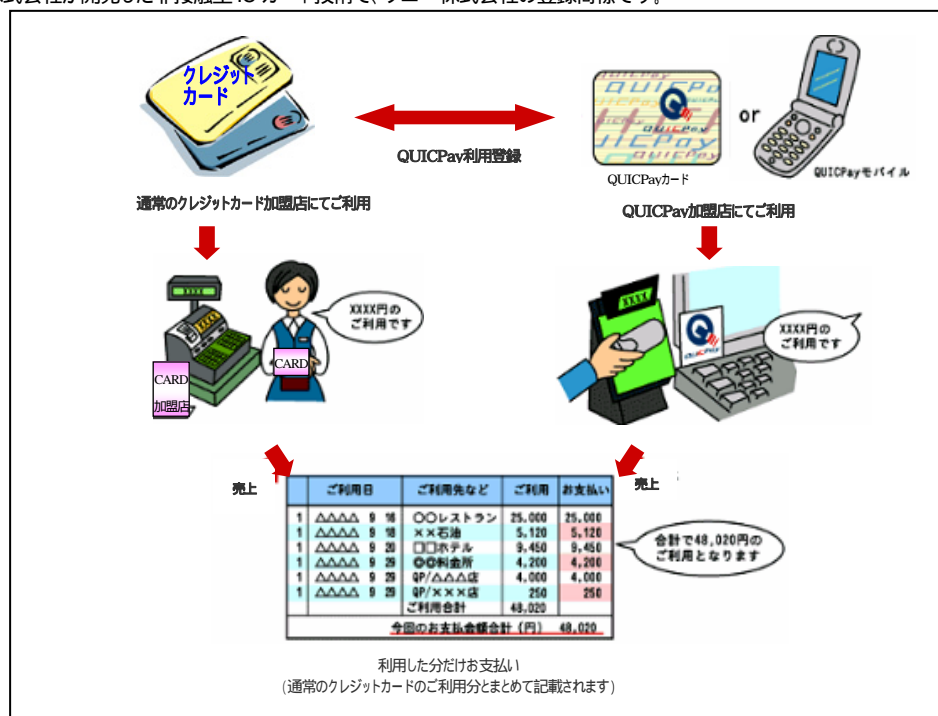 クレジット
カード
QUICPay
or
QUICPay利用登録
QUICPayカード
QUICPayモバイル
通常のクレジットカード加盟店にてご利用
QUICPay加盟店にてご利用
XXXX
XXXX円の
ご利用です
CARD
CARD
加盟店
XXXX
QUICPay
XXXX円の
ご利用です
売上
売上
ご利用日 ご利用先など ご利用 お支払い
1 △△△△ 9 16 〇〇レストラン 25,000 25,000
1 △△△△ 9 18 ××石油 5,120 5,120
1 △△△△ 9 20 □□ホテル 9,450 9,450
1 △△△△ 9 29 ◎◎料金所 4,200 4,200
1 △△△△ 9 29 QP/△△△店 4,000 4,000
1 △△△△ 9 29 QP/×××店 250 250
ご利用合計 48,020
今回のお支払金額合計(円) 48,020
合計で48,020円の
ご利用となります
利用した分だけお支払い
(通常のクレジットカードのご利用分とまとめて記載されます)